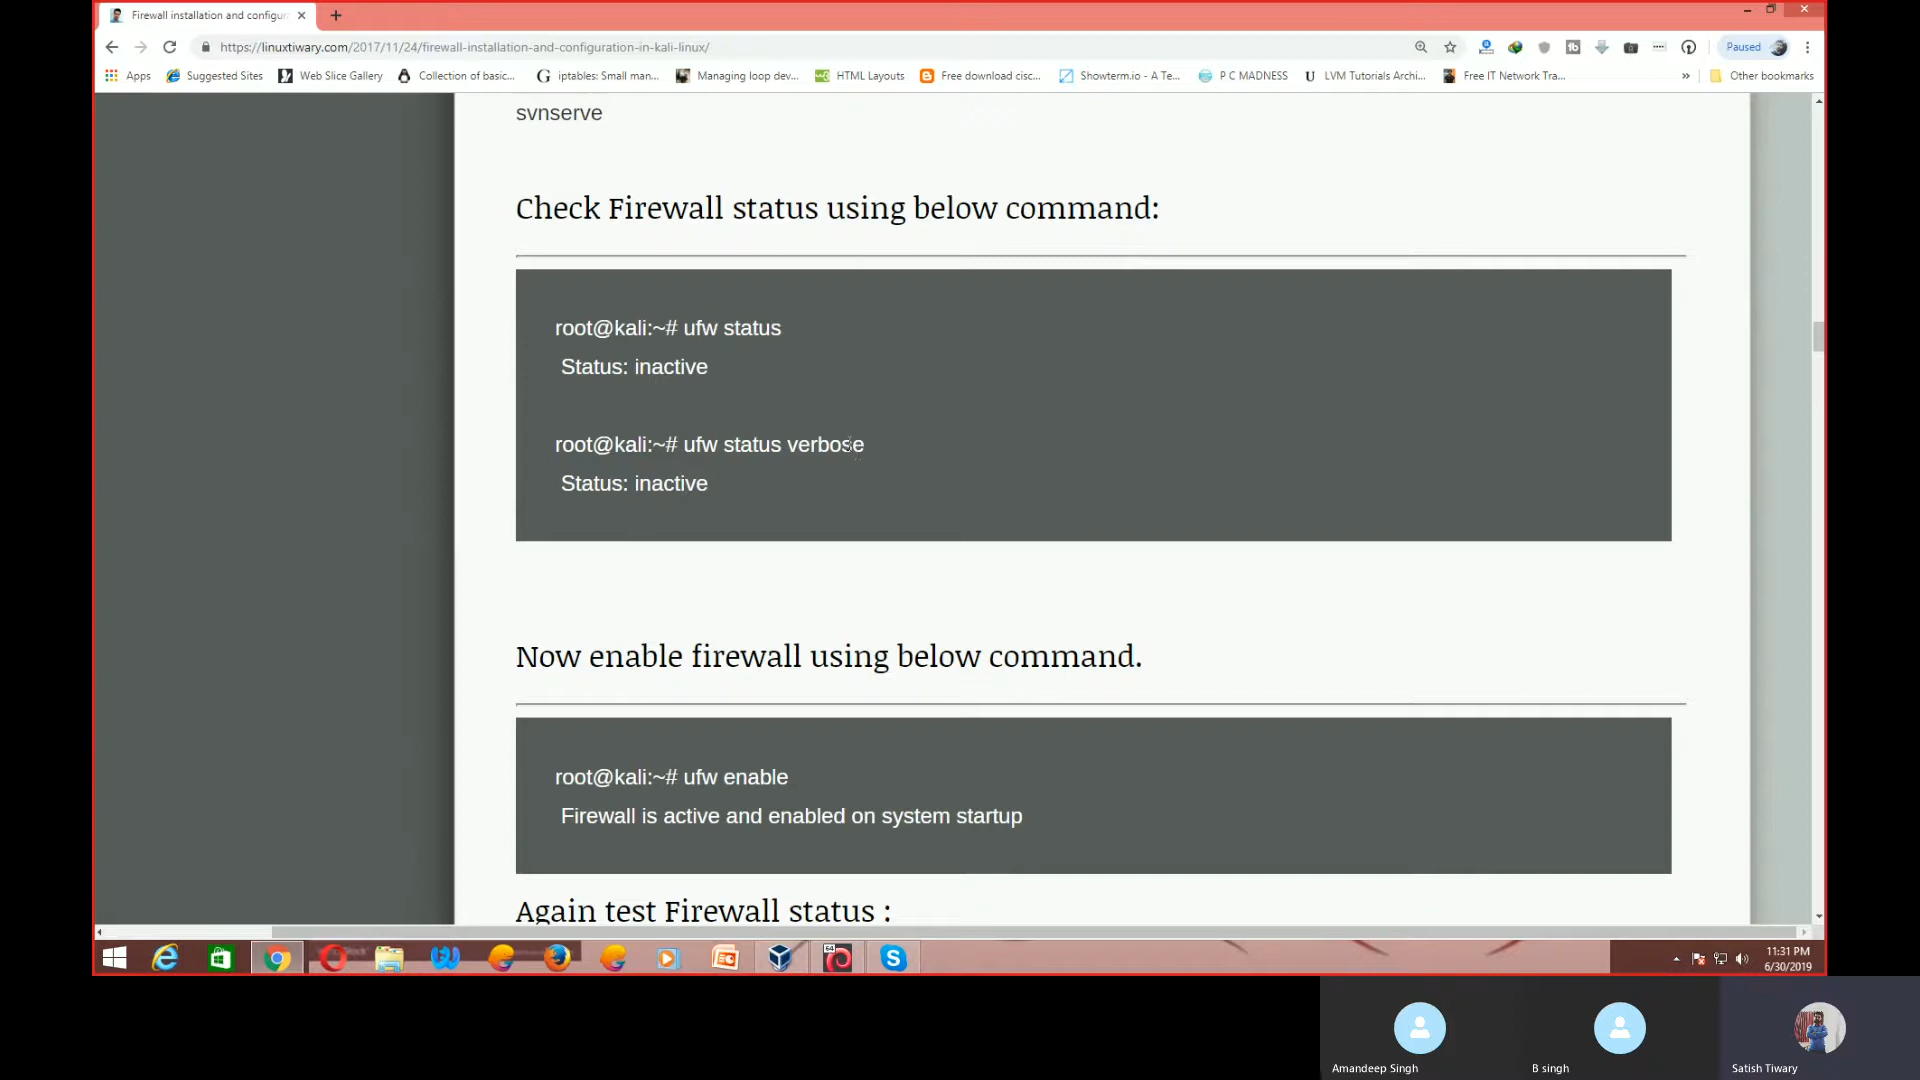 Firewall installation and configur
https://linuxtiwary.com/2017/11/24/firewall-installation-and-configuration-in-kali-linux/
Paused
Apps
Suggested Sites
Web Slice Gallery
Collection of basic...
iptables: Small man...
Managing loop dev...
HTML Layouts
Free download cisc...
Showterm.io - A Te...
P C MADNESS
LVM Tutorials Archi...
Free IT Network Tra...
»
Other bookmarks
svnserve
Check Firewall status using below command:
root@kali:~# ufw status
Status: inactive
root@kali:~# ufw status verbose
Status: inactive
Now enable firewall using below command.
root@kali:~# ufw enable
Firewall is active and enabled on system startup
Again test Firewall status :
64
11:31 PM
6/30/2019
Amandeep Singh
B singh
Satish Tiwary